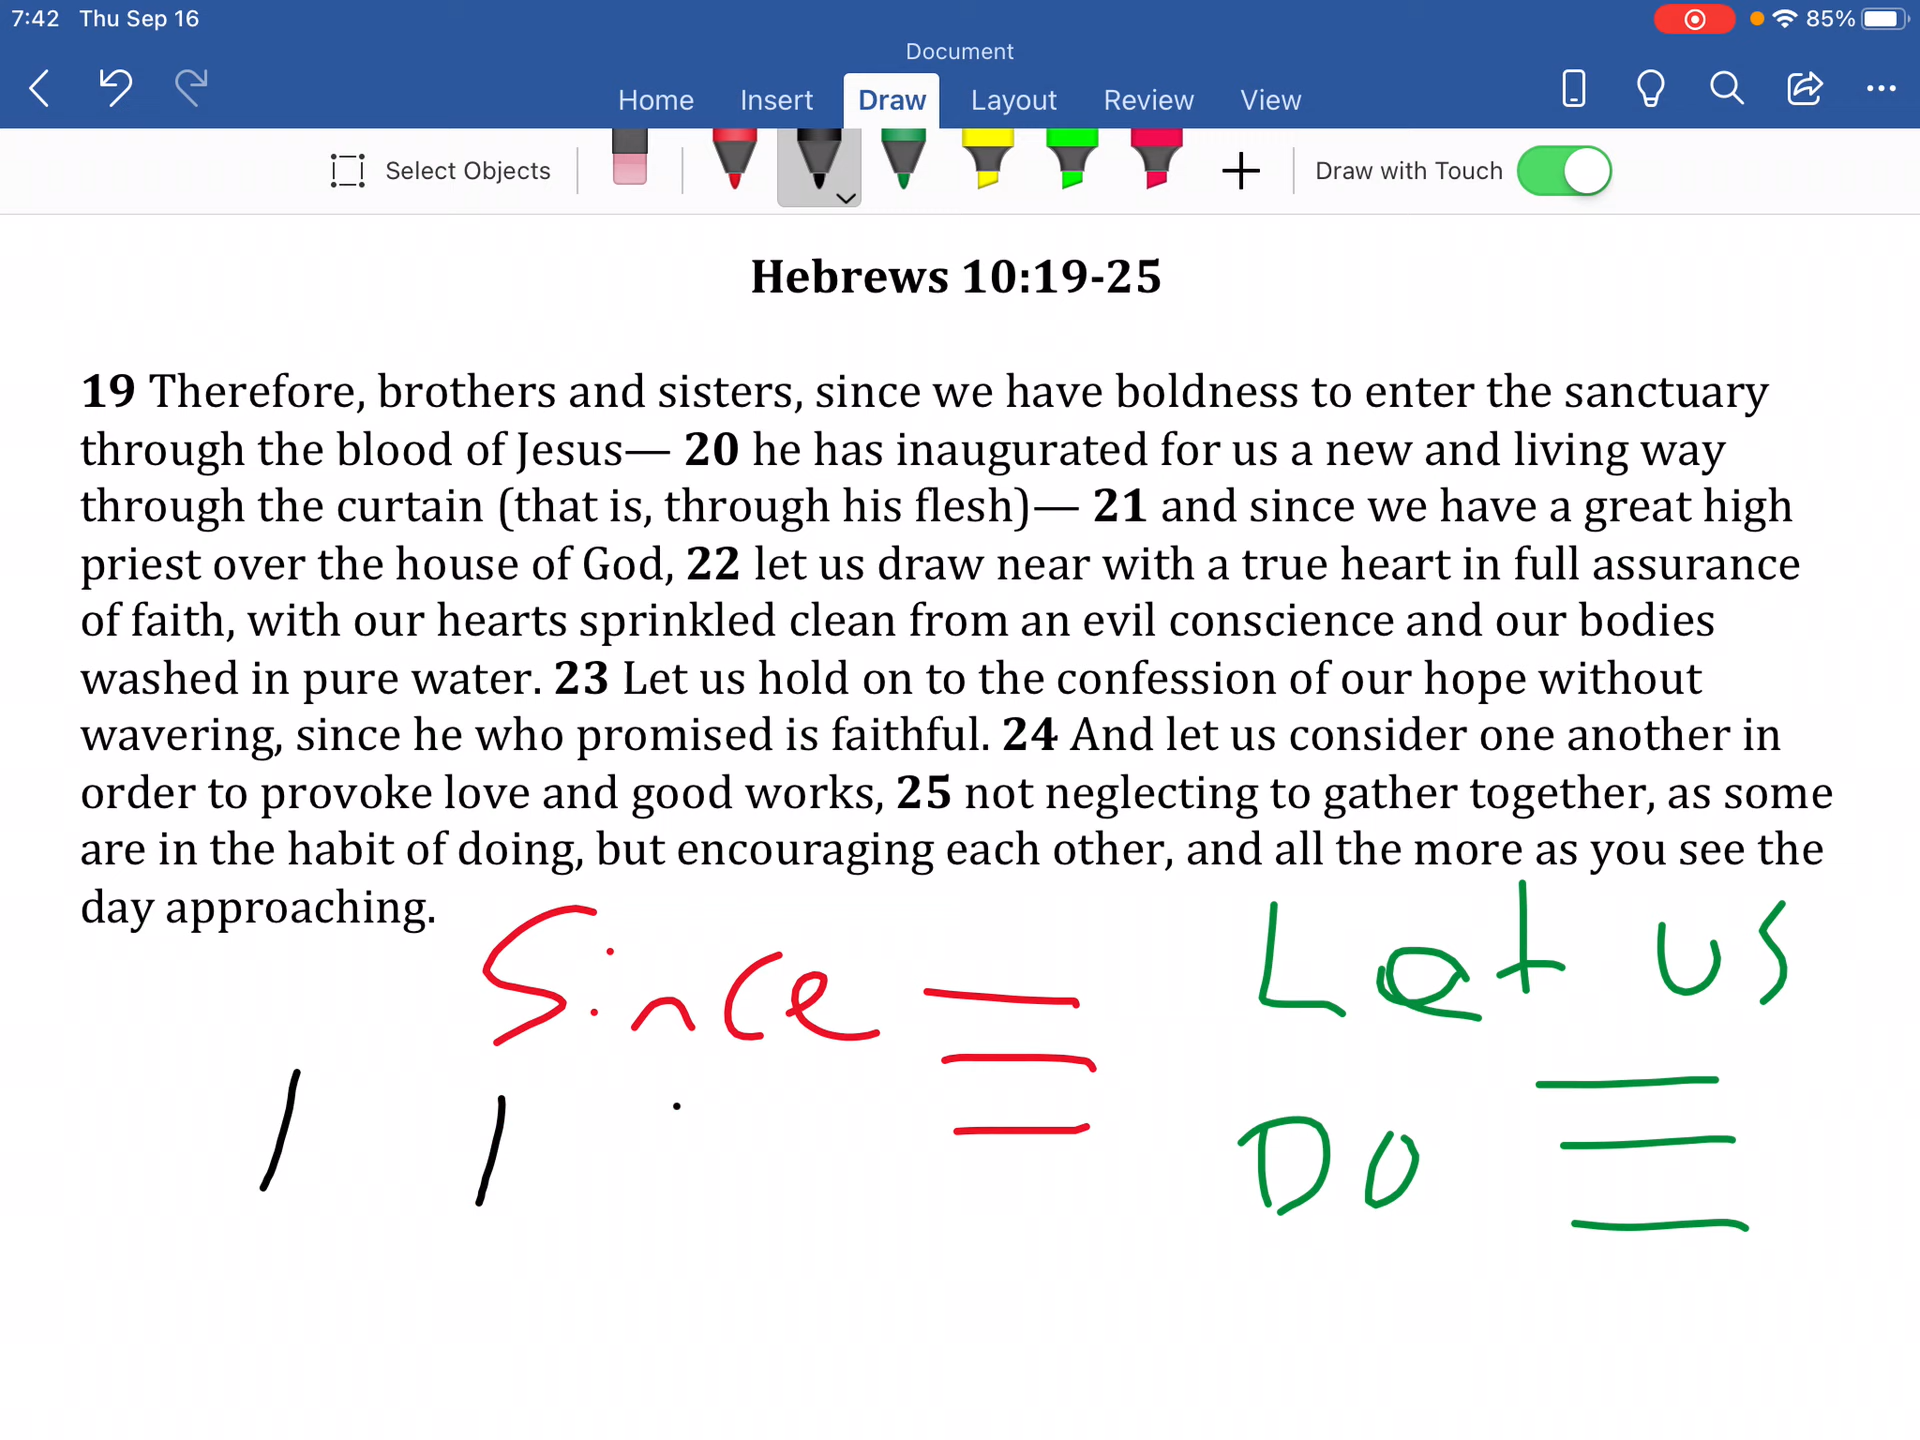 7:42 Thu Sep 16 85%
Document
Home Insert Draw Layout Review View
Select Objects Draw with Touch
Hebrews 10:19-25
19 Therefore, brothers and sisters, since we have boldness to enter the sanctuary
through the blood of Jesus— 20 he has inaugurated for us a new and living way
through the curtain (that is, through his flesh)— 21 and since we have a great high
priest over the house of God, 22 let us draw near with a true heart in full assurance
of faith, with our hearts sprinkled clean from an evil conscience and our bodies
washed in pure water. 23 Let us hold on to the confession of our hope without
wavering, since he who promised is faithful. 24 And let us consider one another in
order to provoke love and good works, 25 not neglecting to gather together, as some
are in the habit of doing, but encouraging each other, and all the more as you see the
day approaching.
Since Let us
Do